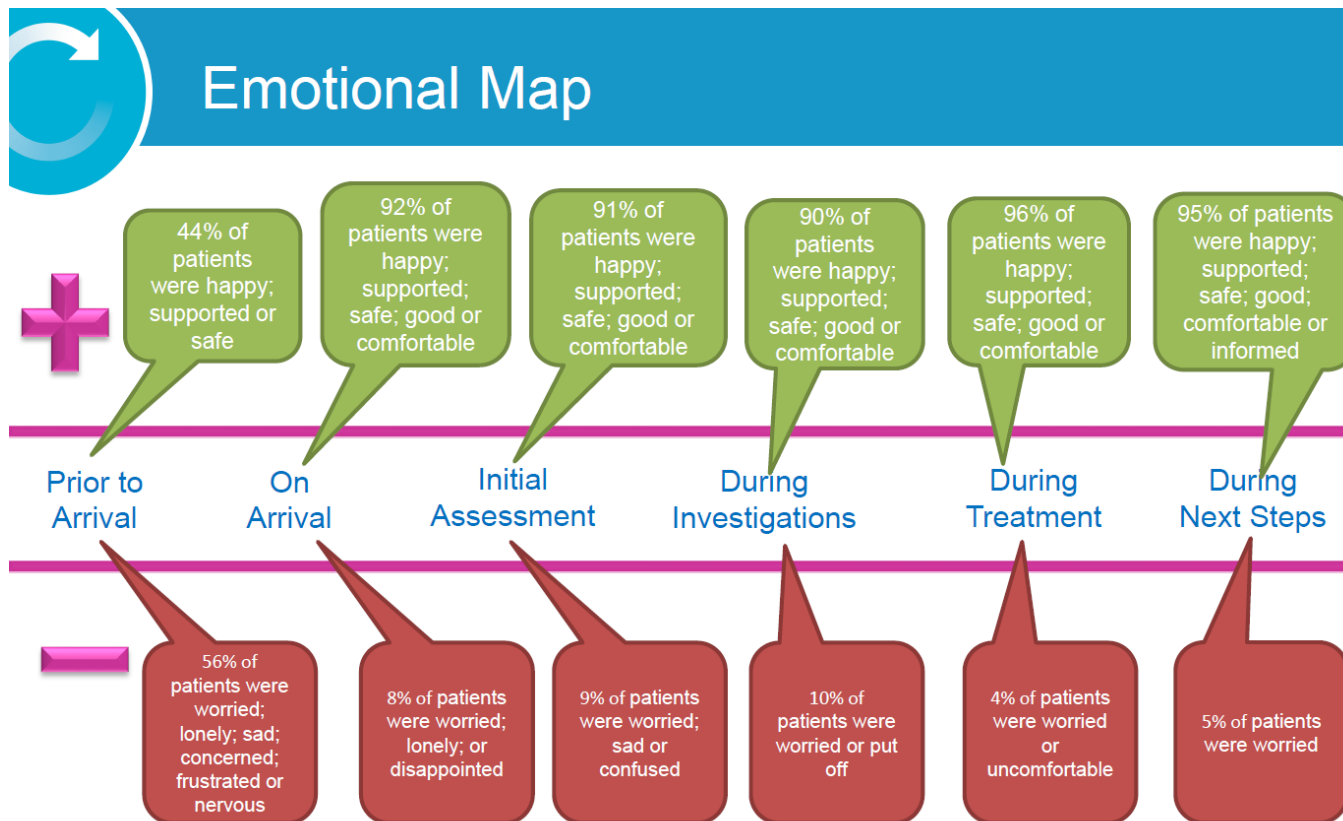 Emotional Map
44% of
patients
were happy;
supported or
safe
92% of
patients were
happy;
supported;
safe; good or
comfortable
91% of
patients were
happy;
supported;
safe; good or
comfortable
90% of
patients
were happy;
supported;
safe; good or
comfortable
96% of
patients were
happy;
supported;
safe; good or
comfortable
95% of patients
were happy;
supported;
safe; good;
comfortable or
informed
Prior to
Arrival
On
Arrival
Initial
Assessment
During
Investigations
During
Treatment
During
Next Steps
56% of
patients were
worried;
lonely; sad;
concerned;
frustrated or
nervous
8% of patients
were worried;
lonely; or
disappointed
9% of patients
were worried;
sad or
confused
10% of
patients were
worried or put
off
4% of patients
were worried
or
uncomfortable
5% of patients
were worried